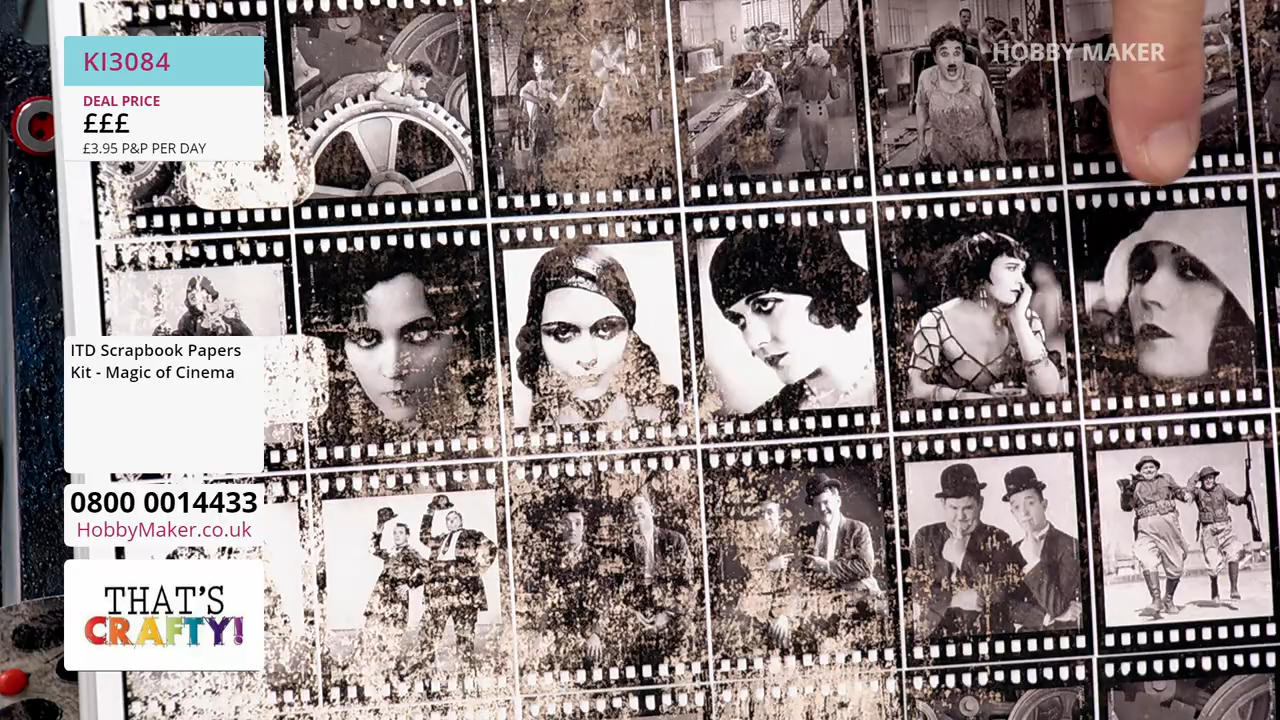 KI3084
DEAL PRICE
£££
£3.95 P&P PER DAY
HOBBY MAKER
ITD Scrapbook Papers
Kit - Magic of Cinema
0800 0014433
HobbyMaker.co.uk
THAT'S
CRAFTY!